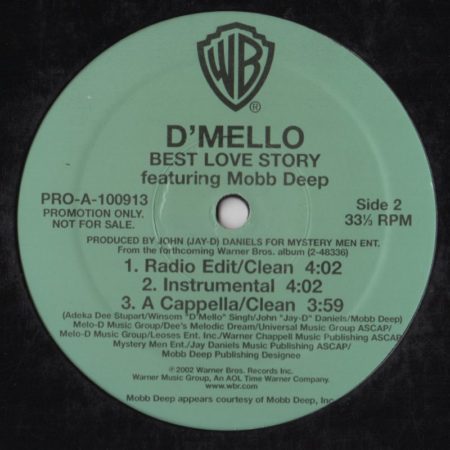 WB
®
D'MELLO
BEST LOVE STORY
featuring Mobb Deep
PRO-A-100913
PROMOTION ONLY.
NOT FOR SALE.
Side 2
33⅓ RPM
PRODUCED BY JOHN (JAY-D) DANIELS FOR MYSTERY MEN ENT.
From the forthcoming Warner Bros. album (2-48336)
1. Radio Edit/Clean 4:02
2. Instrumental 4:02
3. A Cappella/Clean 3:59
(Adeka Dee Stupart/Winsom "D'Mello" Singh/John "Jay-D" Daniels/Mobb Deep)
Melo-D Music Group/Dee's Melodic Dream/Universal Music Group ASCAP/
Melo-D Music Group/Leoses Ent. Inc./Warner Chappell Music Publishing ASCAP/
Mystery Men Ent./Jay Daniels Music Publishing ASCAP/
Mobb Deep Publishing Designee
℗ 2002 Warner Bros. Records Inc.
Warner Music Group, An AOL Time Warner Company.
www.wbr.com
Mobb Deep appears courtesy of Mobb Deep, Inc